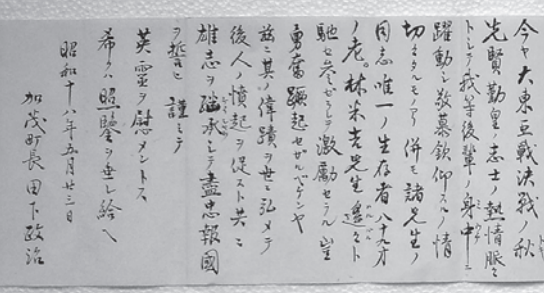 今ヤ大東亜戦決戦ノ秋
先賢勤皇ノ志士ノ熱情脈々
トシテ我等後輩ノ身中ニ
躍動シ敬慕欽仰スルノ情
切ナルモノアリ併モ諸先生ノ
同志唯一ノ生存者八十九才
ノ老林米吉先生遙々ト
馳セ参ゼラレ激励セラル豈
勇奮蹶起セザルベケンヤ
茲ニ其ノ偉蹟ヲ世ニ弘メテ
後人ノ憤起ヲ促スト共ニ
雄志ヲ継承シテ盡忠報國
ヲ誓ヒ謹ミテ
英霊ヲ慰メントス
希クハ照鑒ヲ垂レ給ヘ
昭和十八年五月廿三日
加茂町長田下政治